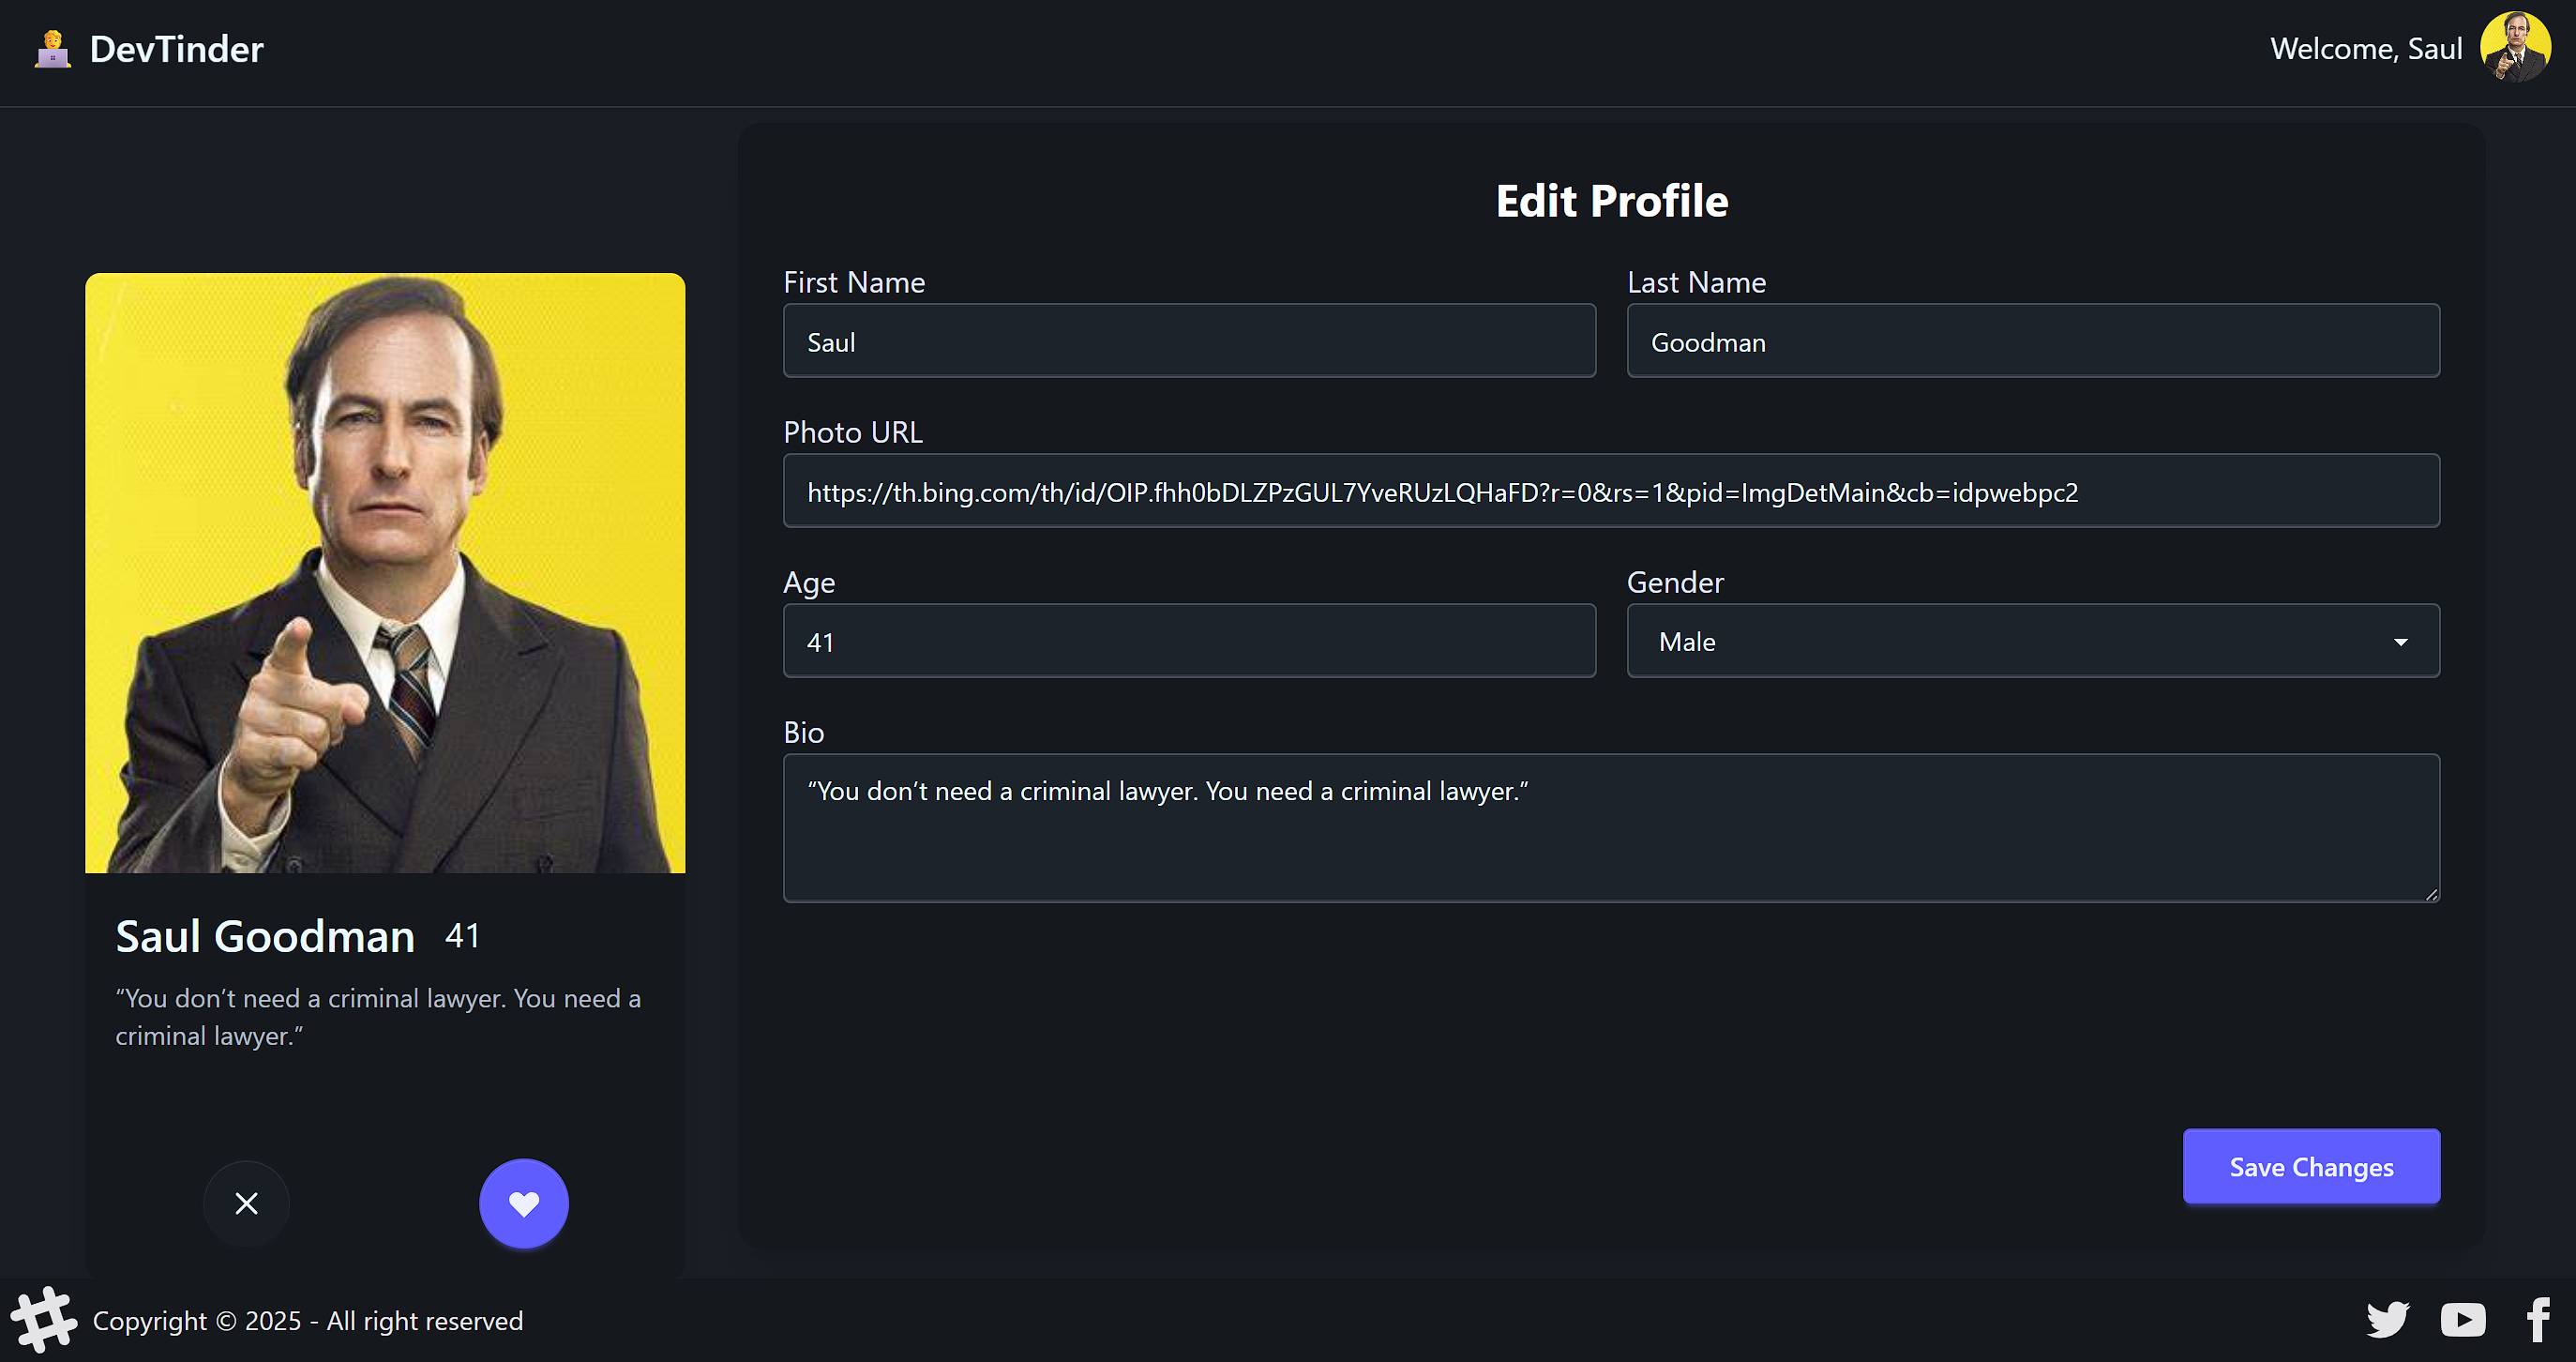 DevTinder
Welcome, Saul
Edit Profile
First Name
Last Name
Saul
Goodman
Photo URL
https://th.bing.com/th/id/OIP.fhh0bDLZPzGUL7YveRUzLQHaFD?r=0&rs=1&pid=ImgDetMain&cb=idpwebpc2
Age
Gender
41
Male
Bio
“You don’t need a criminal lawyer. You need a criminal lawyer.”
Saul Goodman 41
“You don’t need a criminal lawyer. You need a
criminal lawyer.”
Save Changes
Copyright © 2025 - All right reserved